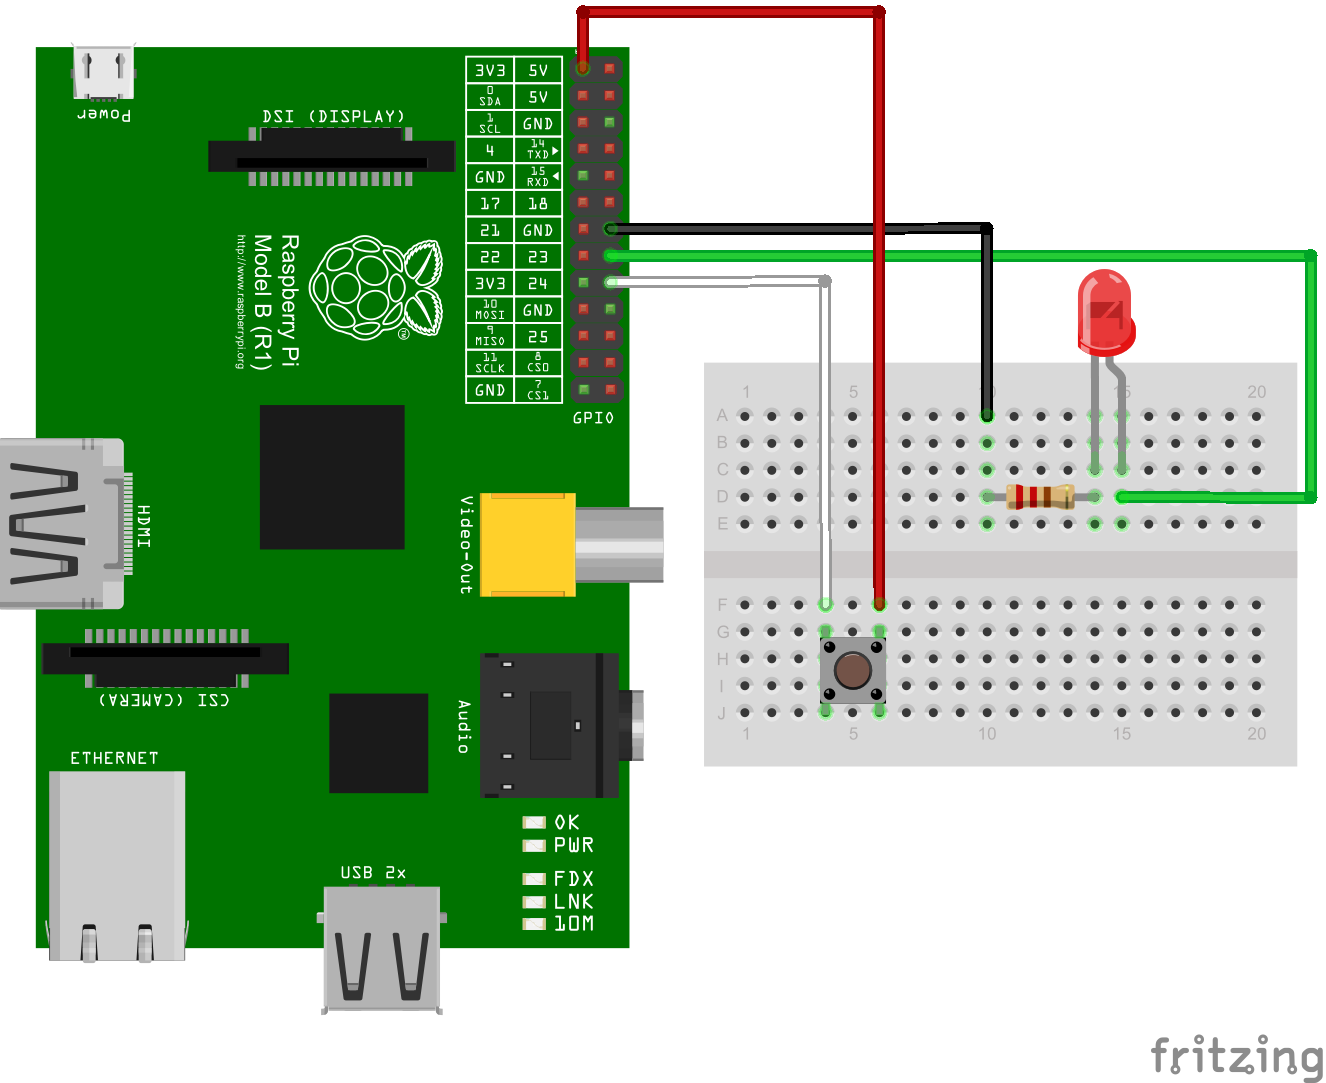 Power
DSI (DISPLAY)
3V3 5V
0 SDA 5V
1 SCL GND
4 14 TXD
GND 15 RXD
17 18
21 GND
22 23
3V3 24
10 MOSI GND
9 MISO 25
11 SCLK 8 CS0
GND 7 CS1
GPIO
Raspberry Pi
Model B (R1)
http://www.raspberrypi.org
TM
HDMI
Video-Out
CSI (CAMERA)
Audio
ETHERNET
USB 2x
OK
PWR
FDX
LNK
10M
1 5 10 15 20
A
B
C
D
E
F
G
H
I
J
1 5 10 15 20
fritzing